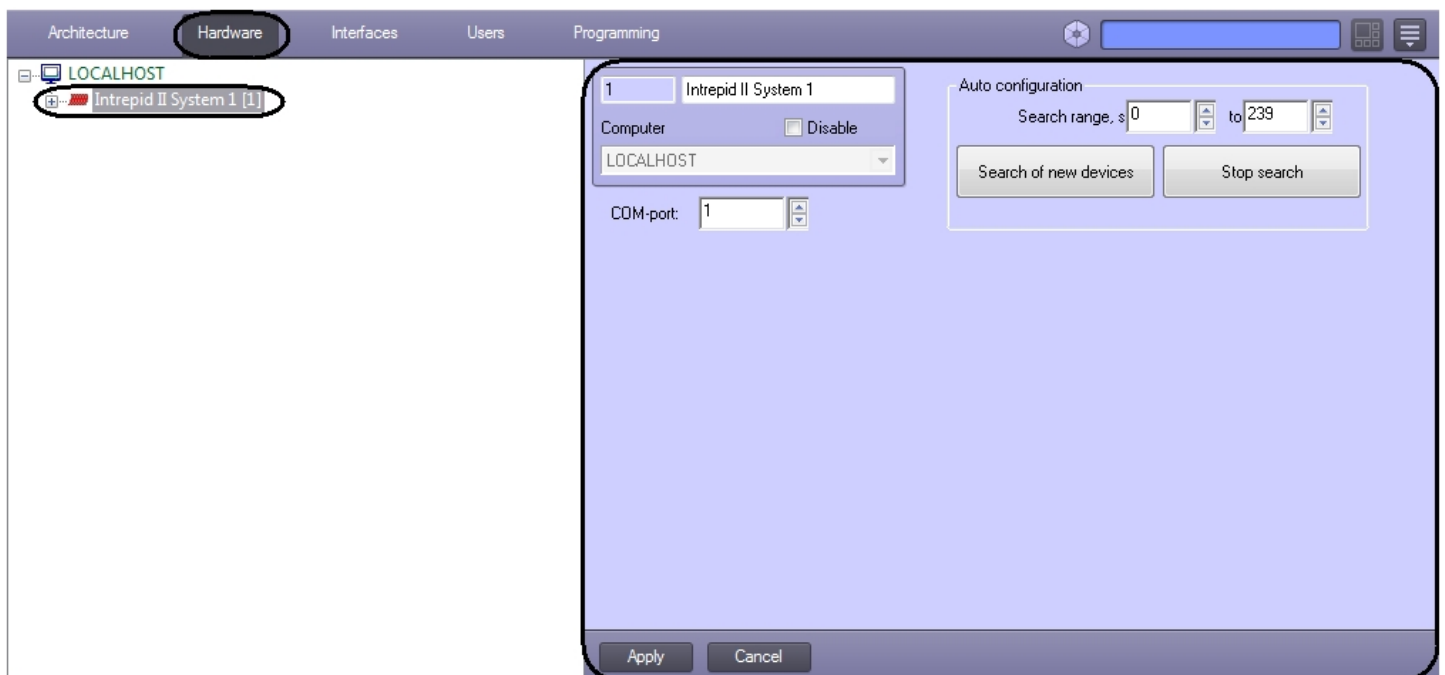 Architecture Hardware Interfaces Users Programming
LOCALHOST
Intrepid II System 1 [1]
1 Intrepid II System 1
Computer Disable
LOCALHOST
COM-port: 1
Auto configuration
Search range, s 0 to 239
Search of new devices Stop search
Apply Cancel